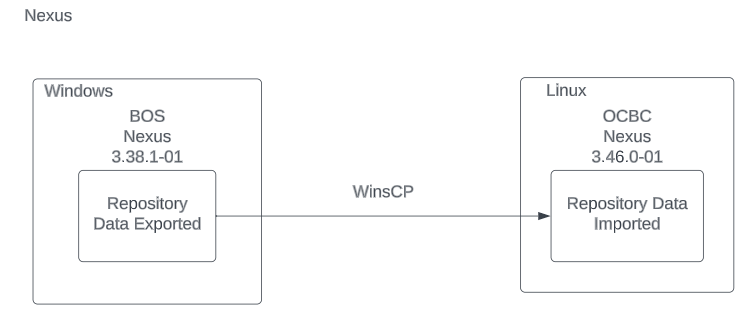 Nexus
Windows
BOS
Nexus
3.38.1-01
Repository
Data Exported
WinsCP
Linux
OCBC
Nexus
3.46.0-01
Repository Data
Imported